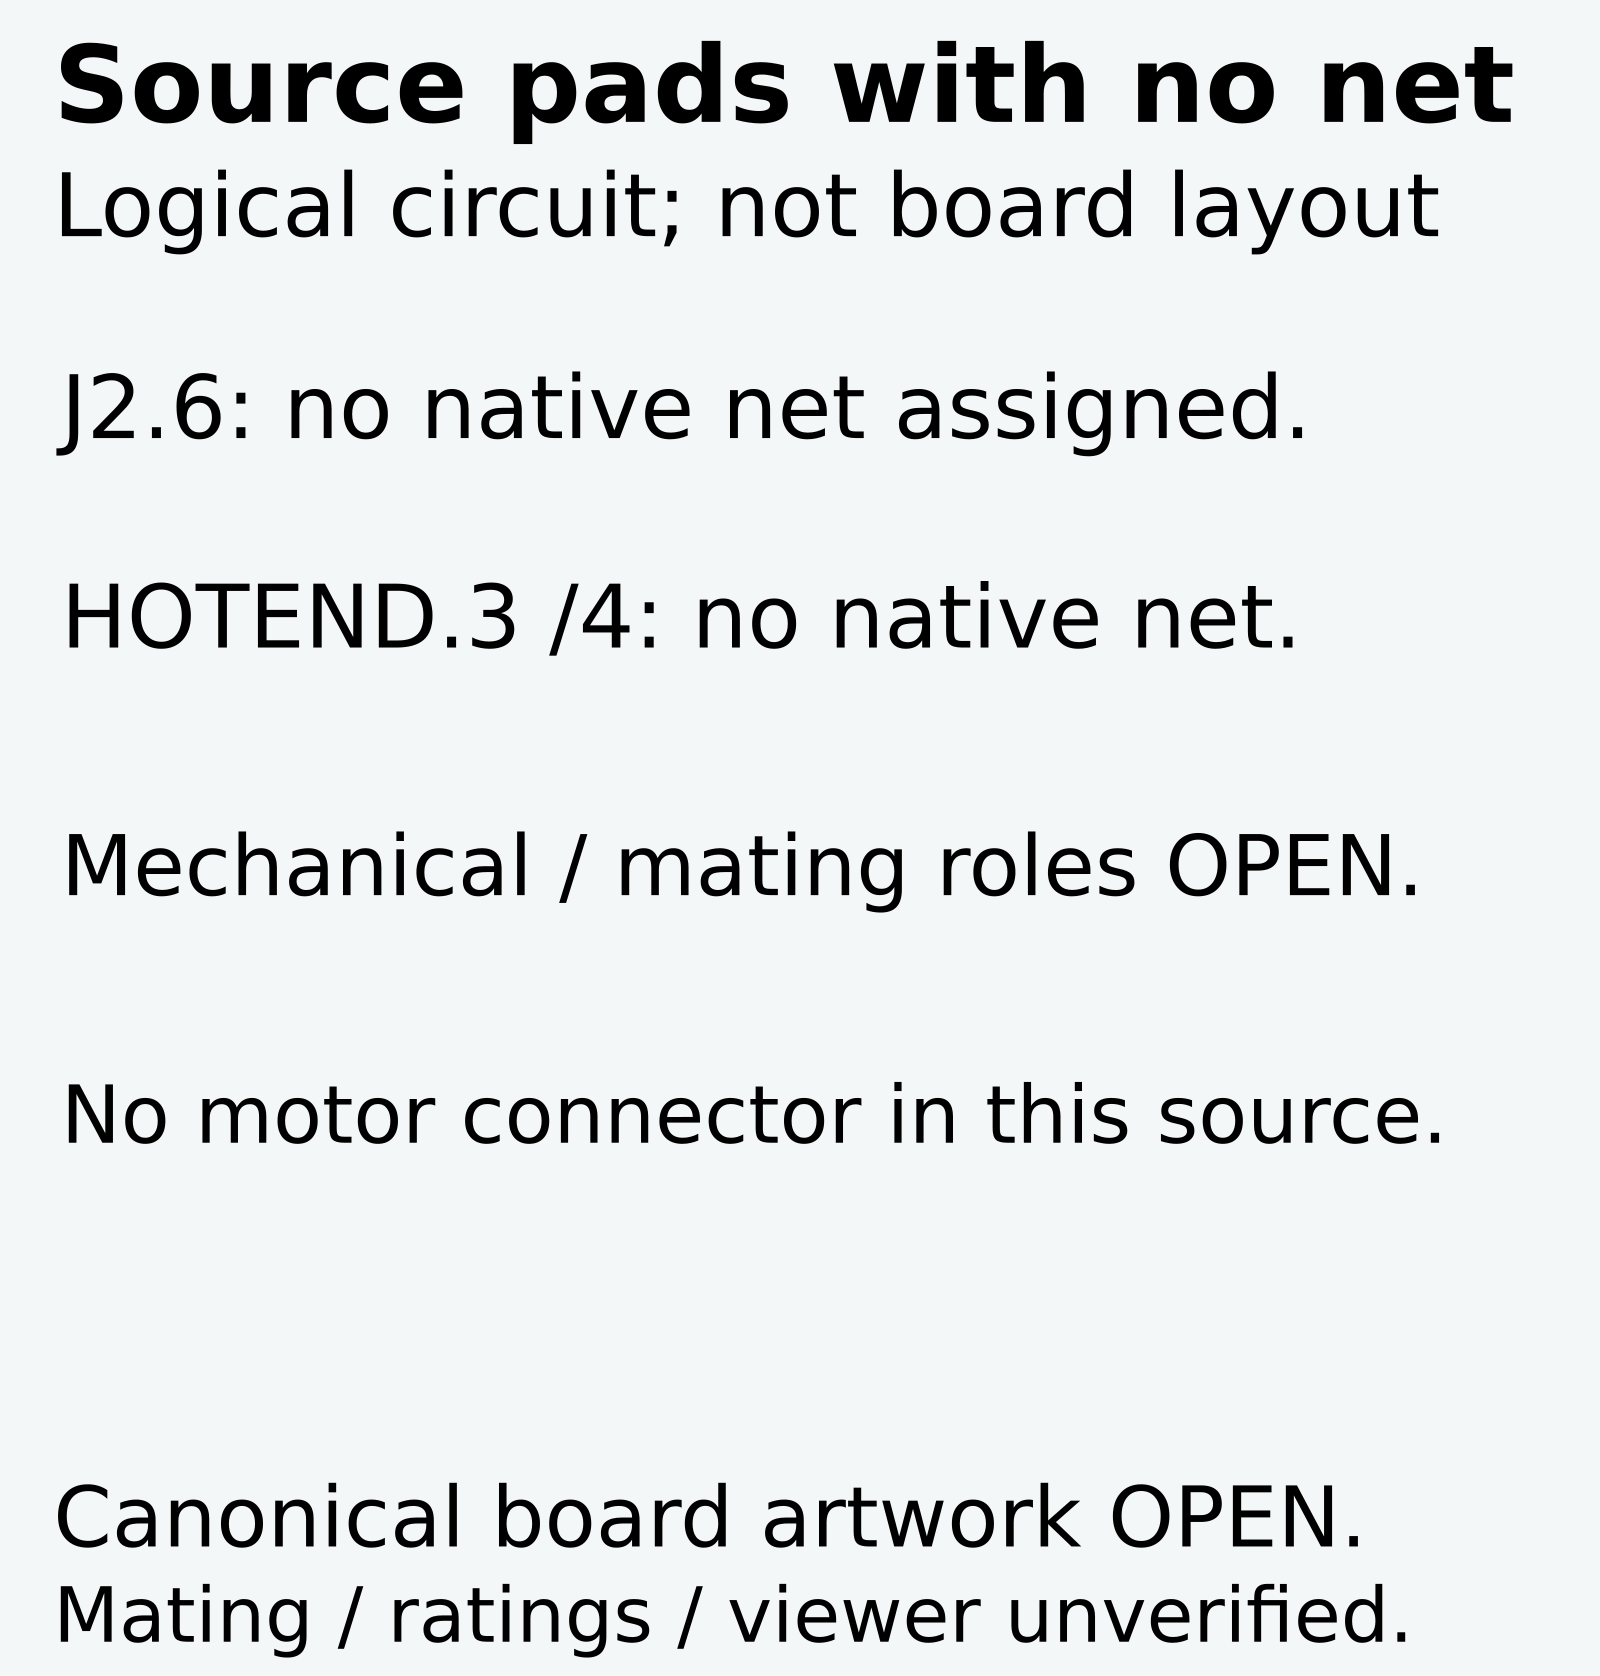 Source pads with no net
Logical circuit; not board layout
J2.6: no native net assigned.
HOTEND.3 /4: no native net.
Mechanical / mating roles OPEN.
No motor connector in this source.
Canonical board artwork OPEN.
Mating / ratings / viewer unverified.